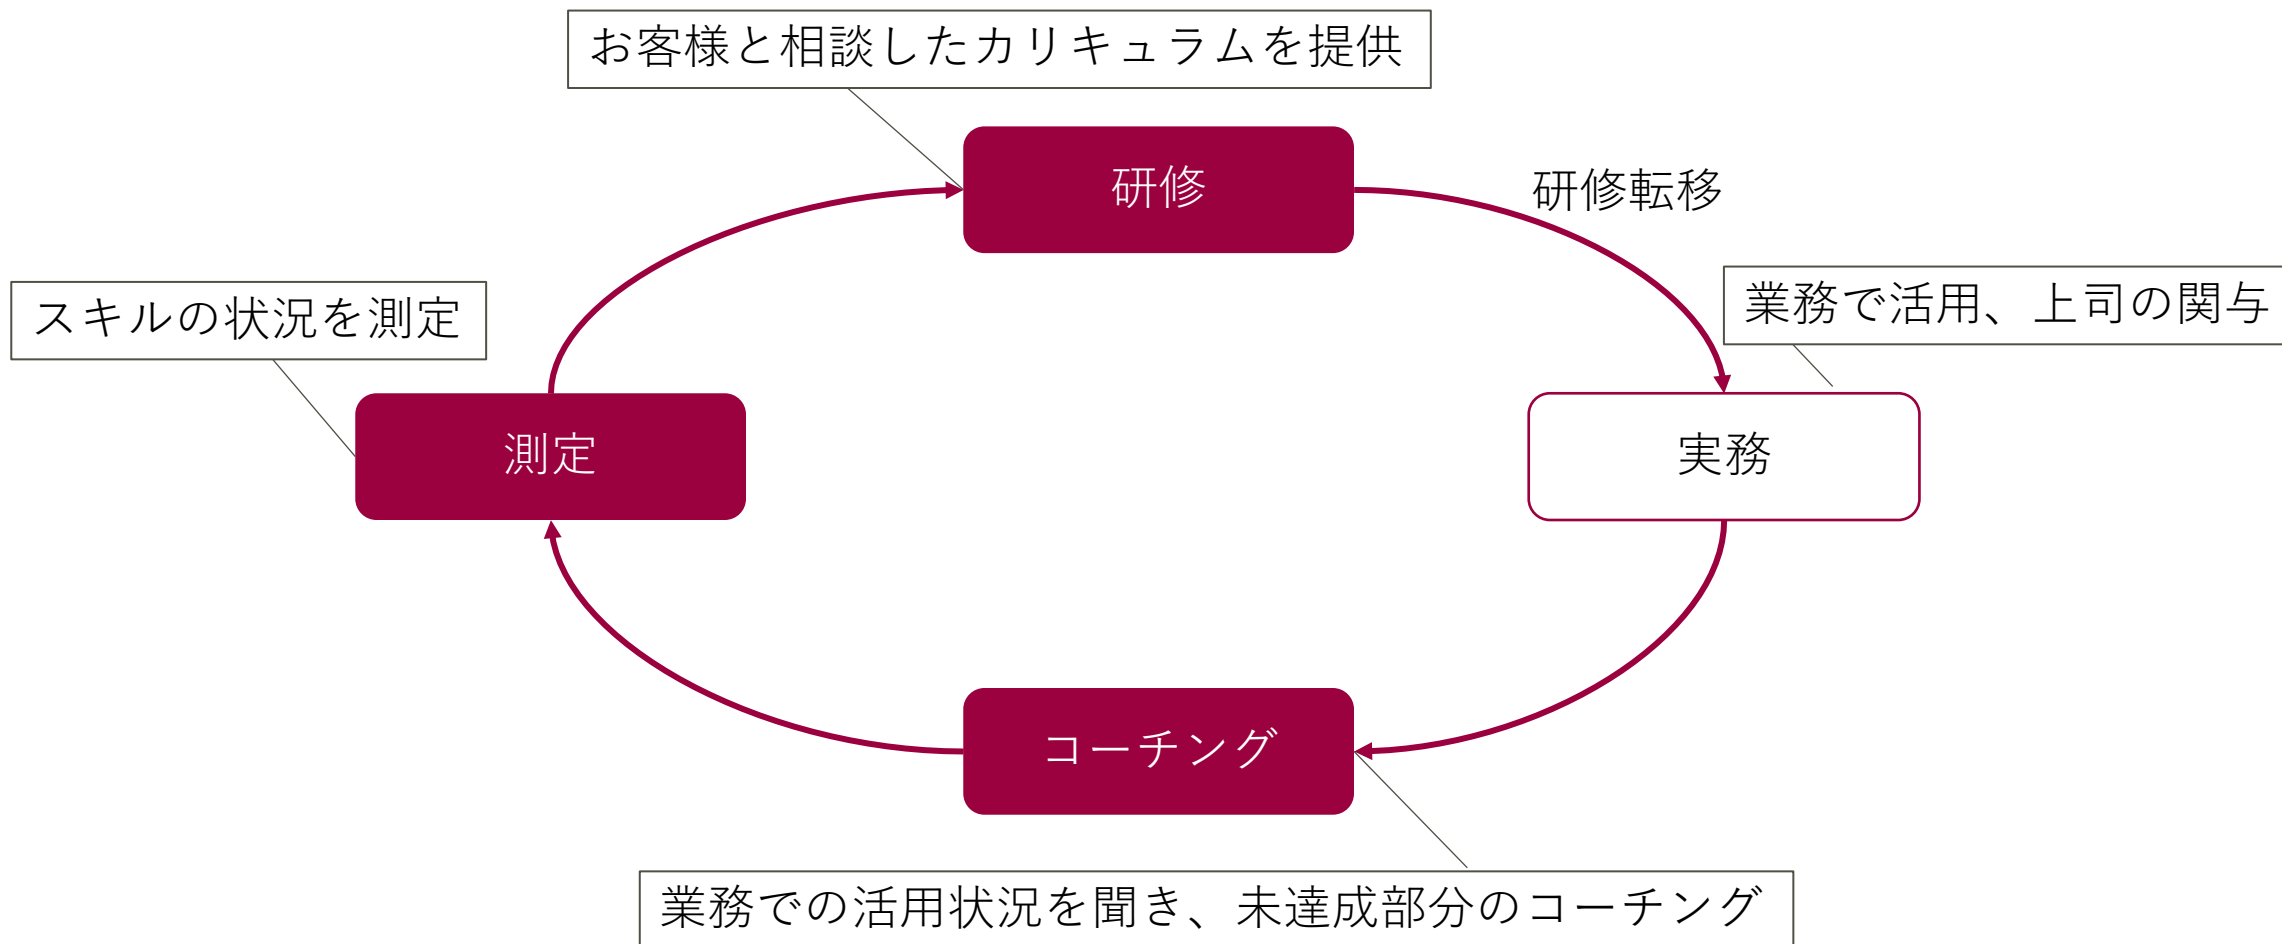 お客様と相談したカリキュラムを提供
研修
研修転移
スキルの状況を測定
業務で活用、上司の関与
測定
実務
コーチング
業務での活用状況を聞き、未達成部分のコーチング